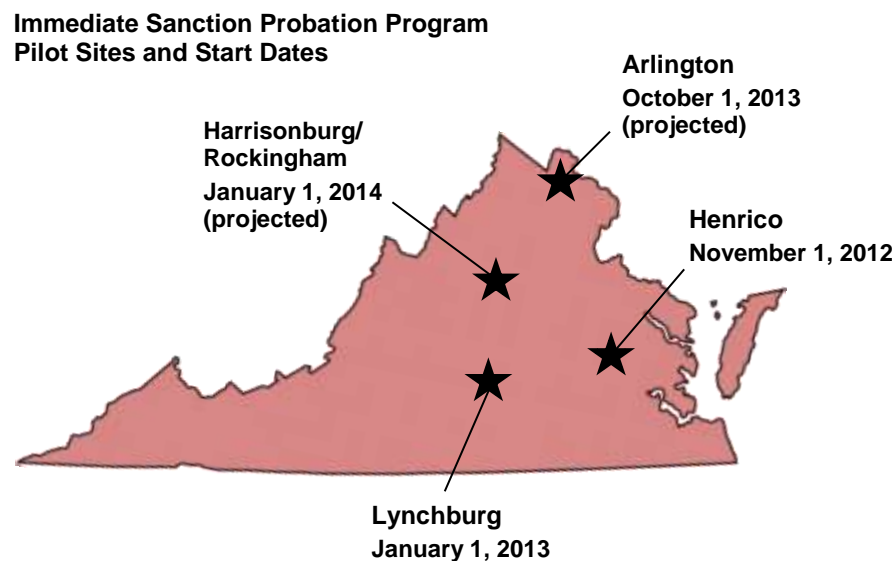 Immediate Sanction Probation Program
Pilot Sites and Start Dates
Arlington
October 1, 2013
(projected)
Harrisonburg/
Rockingham
January 1, 2014
(projected)
Henrico
November 1, 2012
Lynchburg
January 1, 2013